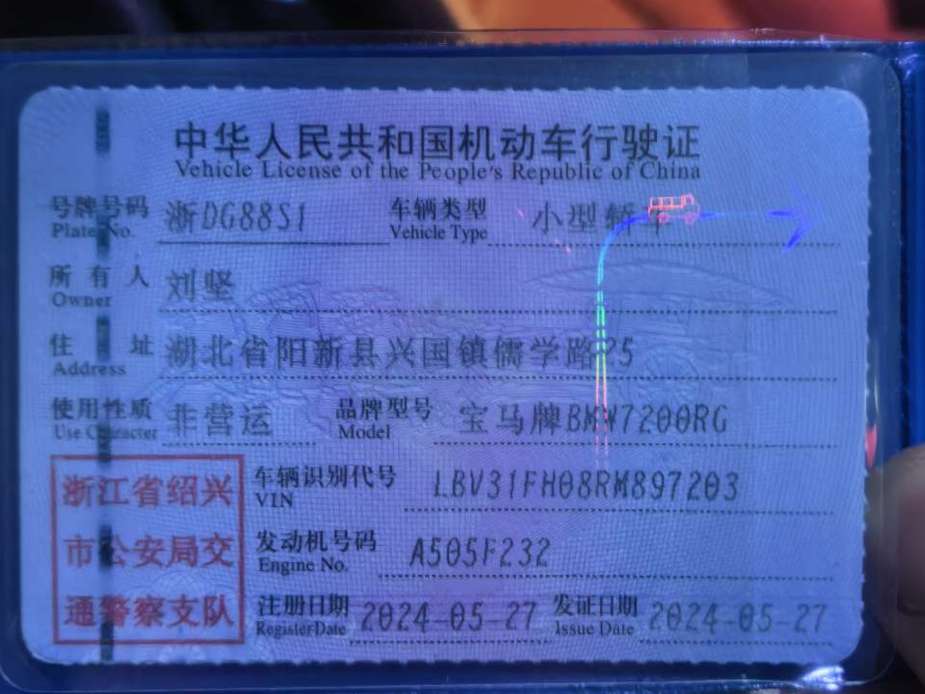 中华人民共和国机动车行驶证
Vehicle License of the People's Republic of China
号牌号码 浙DG88S1 车辆类型 小型轿车
Plate No. Vehicle Type
所有人 刘坚
Owner
住址 湖北省阳新县兴国镇儒学路25
Address
使用性质 非营运 品牌型号 宝马牌BMW7200RG
Use Character Model
浙江省绍兴 车辆识别代号 LBV31FH08RM897203
VIN
市公安局交 发动机号码 A505F232
Engine No.
通警察支队 注册日期 2024-05-27 发证日期 2024-05-27
Register Date Issue Date